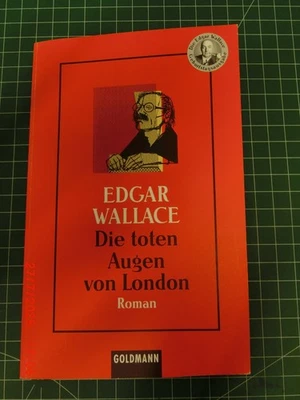 EDGAR
WALLACE
Die toten
Augen
von London
Roman
GOLDMANN